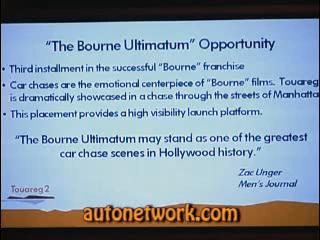 "The Bourne Ultimatum" Opportunity
• Third installment in the successful "Bourne" franchise
• Car chases are the emotional centerpiece of "Bourne" films. Touareg
is dramatically showcased in a chase through the streets of Manhatta
• This placement provides a high visibility launch platform.
"The Bourne Ultimatum may stand as one of the greatest
car chase scenes in Hollywood history."
Zac Unger
Men's Journal
Touareg 2
autonetwork.com